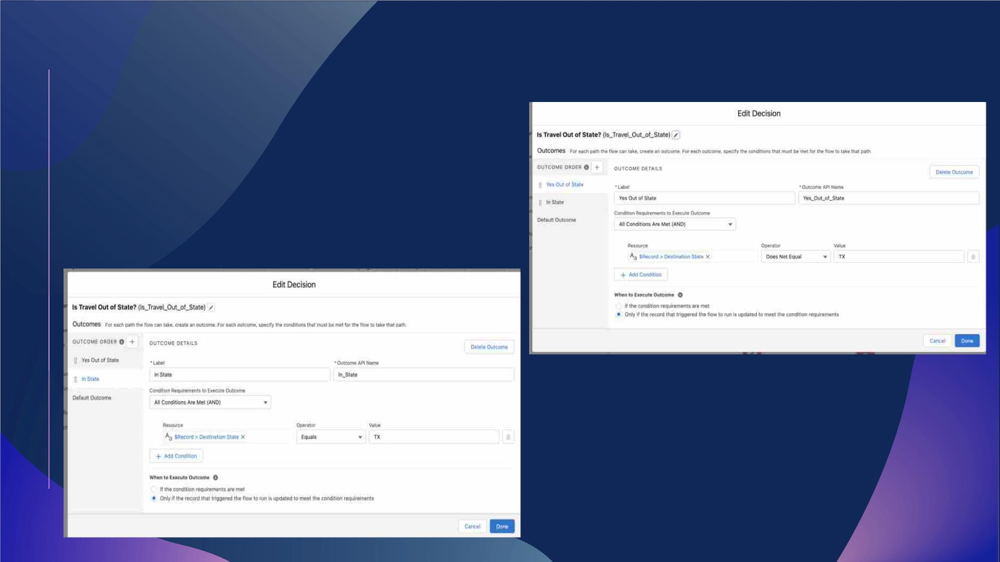 Edit Decision
Is Travel Out of State? (Is_Travel_Out_of_State)
Outcomes For each path the flow can take, create an outcome. For each outcome, specify the conditions that must be met for the flow to take that path.
OUTCOME ORDER +
OUTCOME DETAILS
Delete Outcome
Yes Out of State
In State
Default Outcome
* Label
* Outcome API Name
In State
In_State
Condition Requirements to Execute Outcome
All Conditions Are Met (AND)
Resource Operator Value
Aa $Record > Destination State × Equals TX
+ Add Condition
When to Execute Outcome
If the condition requirements are met
Only if the record that triggered the flow to run is updated to meet the condition requirements
Cancel Done
Edit Decision
Is Travel Out of State? (Is_Travel_Out_of_State)
Outcomes For each path the flow can take, create an outcome. For each outcome, specify the conditions that must be met for the flow to take that path.
OUTCOME ORDER +
OUTCOME DETAILS
Delete Outcome
Yes Out of State
In State
Default Outcome
* Label
* Outcome API Name
Yes Out of State
Yes_Out_of_State
Condition Requirements to Execute Outcome
All Conditions Are Met (AND)
Resource Operator Value
Aa $Record > Destination State × Does Not Equal TX
+ Add Condition
When to Execute Outcome
If the condition requirements are met
Only if the record that triggered the flow to run is updated to meet the condition requirements
Cancel Done